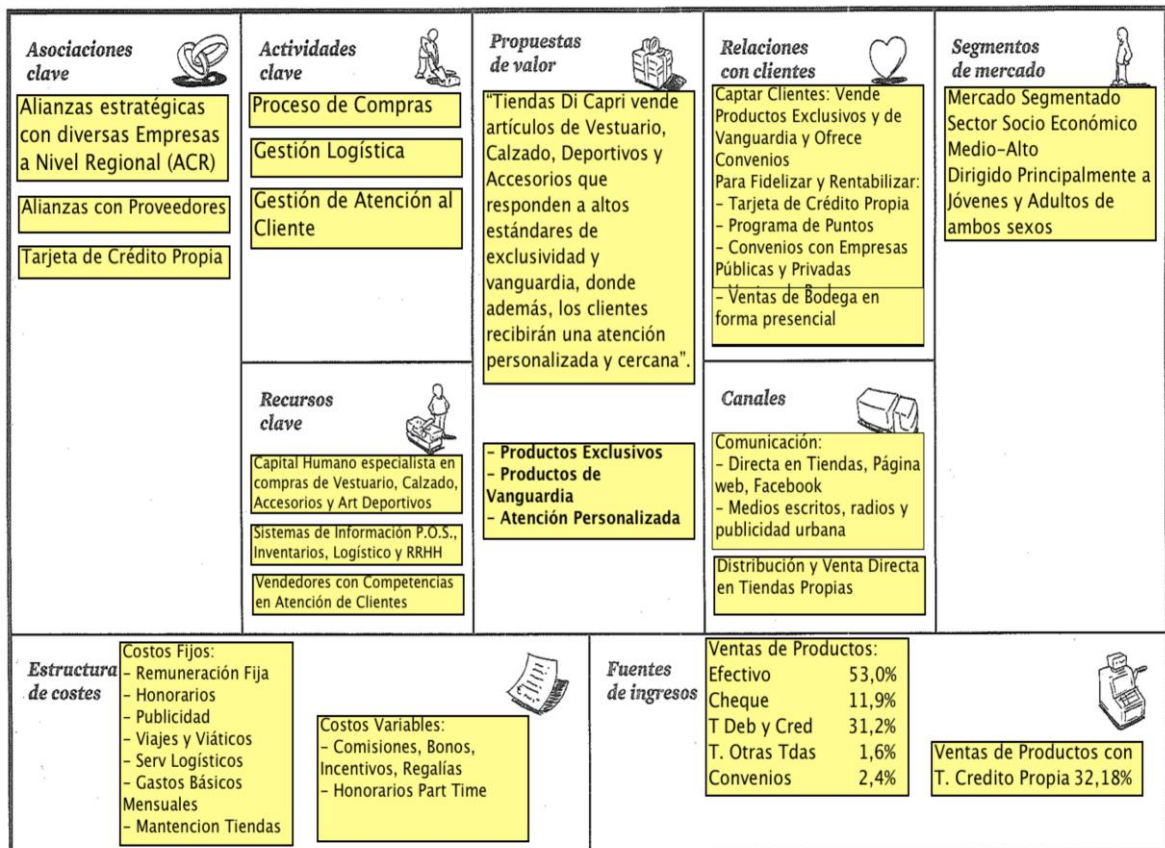 Asociaciones
clave
Alianzas estratégicas
con diversas Empresas
a Nivel Regional (ACR)
Alianzas con Proveedores
Tarjeta de Crédito Propia
Actividades
clave
Proceso de Compras
Gestión Logística
Gestión de Atención al
Cliente
Recursos
clave
Capital Humano especialista en
compras de Vestuario, Calzado,
Accesorios y Art Deportivos
Sistemas de Información P.O.S.,
Inventarios, Logístico y RRHH
Vendedores con Competencias
en Atención de Clientes
Propuestas
de valor
“Tiendas Di Capri vende
artículos de Vestuario,
Calzado, Deportivos y
Accesorios que
responden a altos
estándares de
exclusividad y
vanguardia, donde
además, los clientes
recibirán una atención
personalizada y cercana”.
– Productos Exclusivos
– Productos de
Vanguardia
– Atención Personalizada
Relaciones
con clientes
Captar Clientes: Vende
Productos Exclusivos y de
Vanguardia y Ofrece
Convenios
Para Fidelizar y Rentabilizar:
– Tarjeta de Crédito Propia
– Programa de Puntos
– Convenios con Empresas
Públicas y Privadas
– Ventas de Bodega en
forma presencial
Canales
Comunicación:
– Directa en Tiendas, Página
web, Facebook
– Medios escritos, radios y
publicidad urbana
Distribución y Venta Directa
en Tiendas Propias
Segmentos
de mercado
Mercado Segmentado
Sector Socio Económico
Medio–Alto
Dirigido Principalmente a
Jóvenes y Adultos de
ambos sexos
Estructura
de costes
Costos Fijos:
– Remuneración Fija
– Honorarios
– Publicidad
– Viajes y Viáticos
– Serv Logísticos
– Gastos Básicos
Mensuales
– Mantencion Tiendas
Costos Variables:
– Comisiones, Bonos,
Incentivos, Regalías
– Honorarios Part Time
Fuentes
de ingresos
Ventas de Productos:
Efectivo 53,0%
Cheque 11,9%
T Deb y Cred 31,2%
T. Otras Tdas 1,6%
Convenios 2,4%
Ventas de Productos con
T. Credito Propia 32,18%